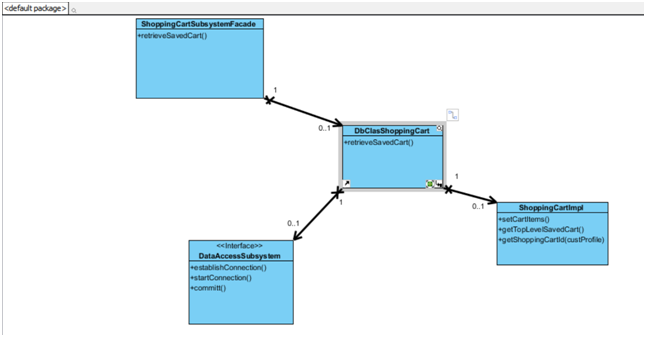 <default package>
ShoppingCartSubsystemFacade
+retrieveSavedCart()
1
0..1
DbClasShoppingCart
+retrieveSavedCart()
1
1
0..1
0..1
ShoppingCartImpl
+setCartItems()
+getTopLevelSavedCart()
+getShoppingCartId(custProfile)
<<Interface>>
DataAccessSubsystem
+establishConnection()
+startConnection()
+committ()